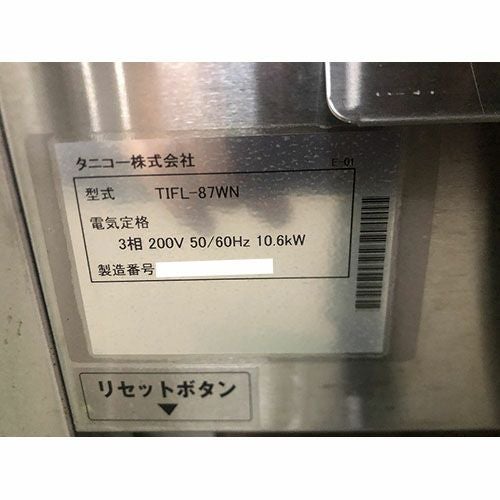 タニコー株式会社
E-01
型式 TIFL-87WN
電気定格
3相 200V 50/60Hz 10.6kW
製造番号
リセットボタン
▼